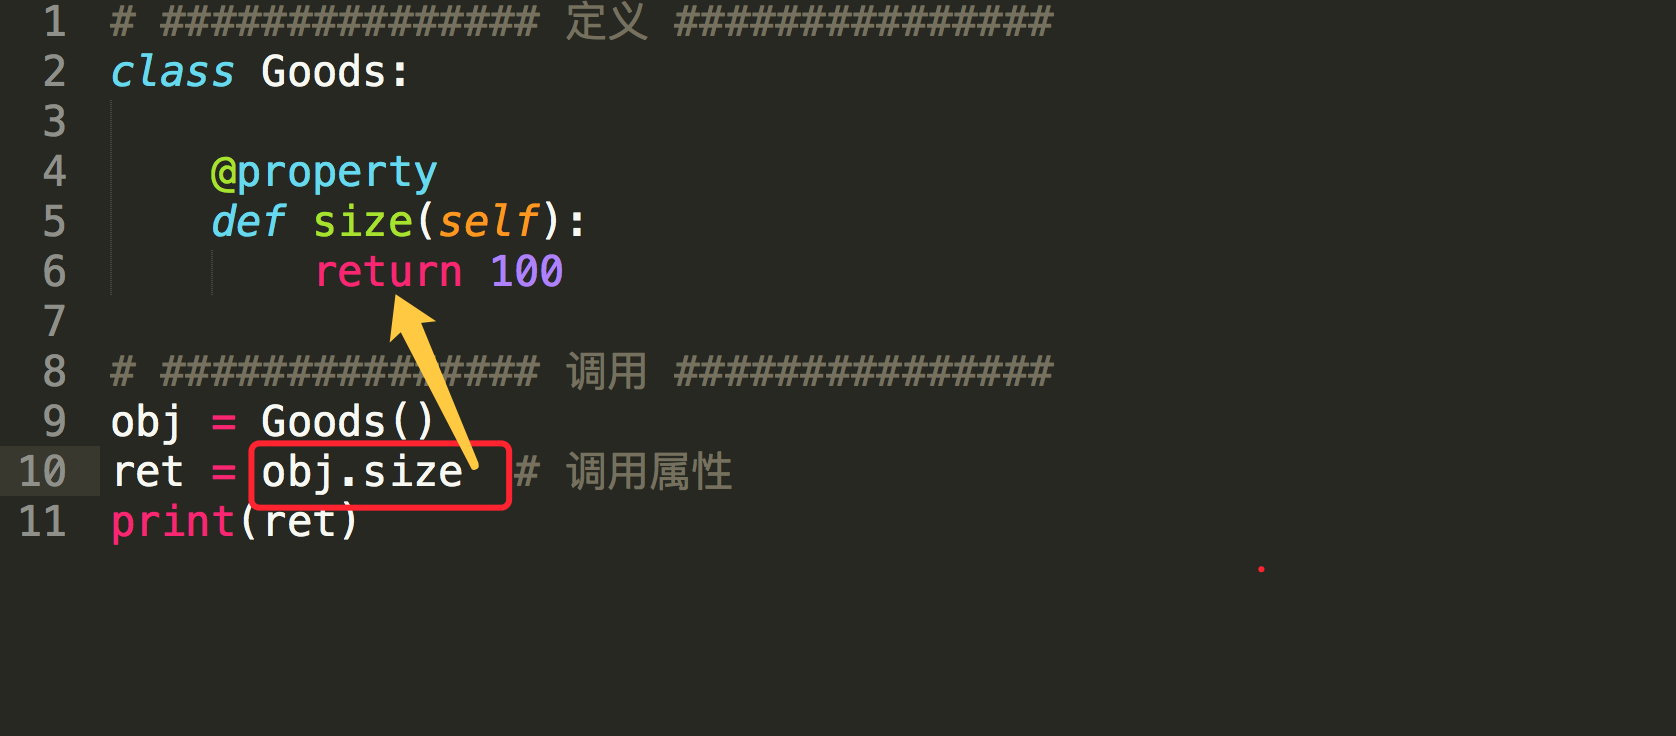 1 # ############### 定义 ###############
2 class Goods:
3
4     @property
5     def size(self):
6         return 100
7
8 # ############### 调用 ###############
9 obj = Goods()
10 ret = obj.size  # 调用属性
11 print(ret)